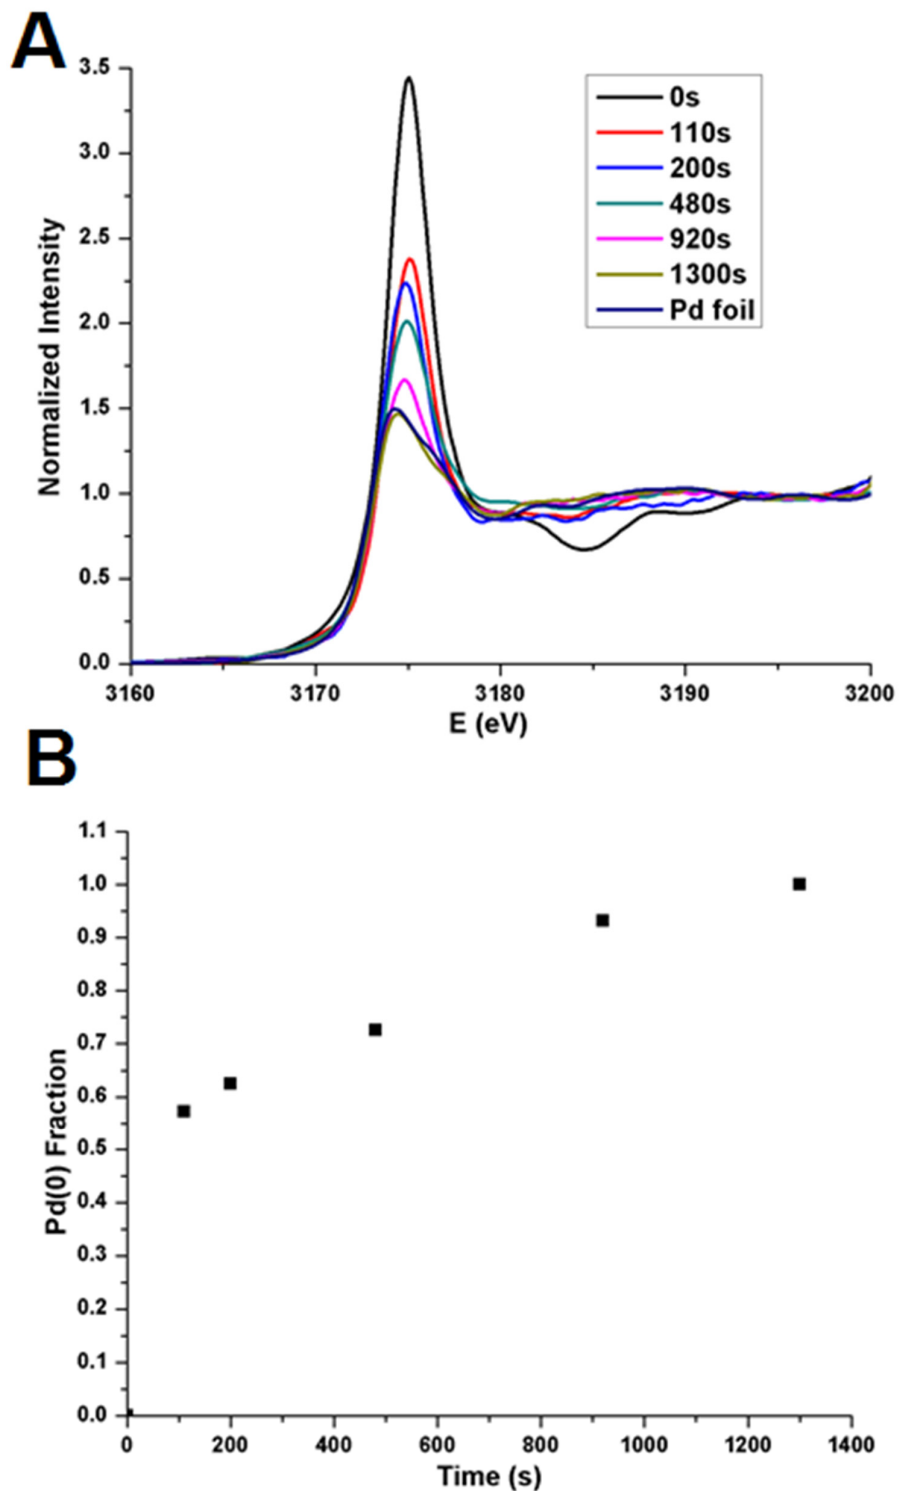 A
3.5
3.0
2.5
2.0
1.5
1.0
0.5
0.0
Normalized Intensity
0s
110s
200s
480s
920s
1300s
Pd foil
3160 3170 3180 3190 3200
E (eV)
B
1.1
1.0
0.9
0.8
0.7
0.6
0.5
0.4
0.3
0.2
0.1
0.0
Pd(0) Fraction
0 200 400 600 800 1000 1200 1400
Time (s)